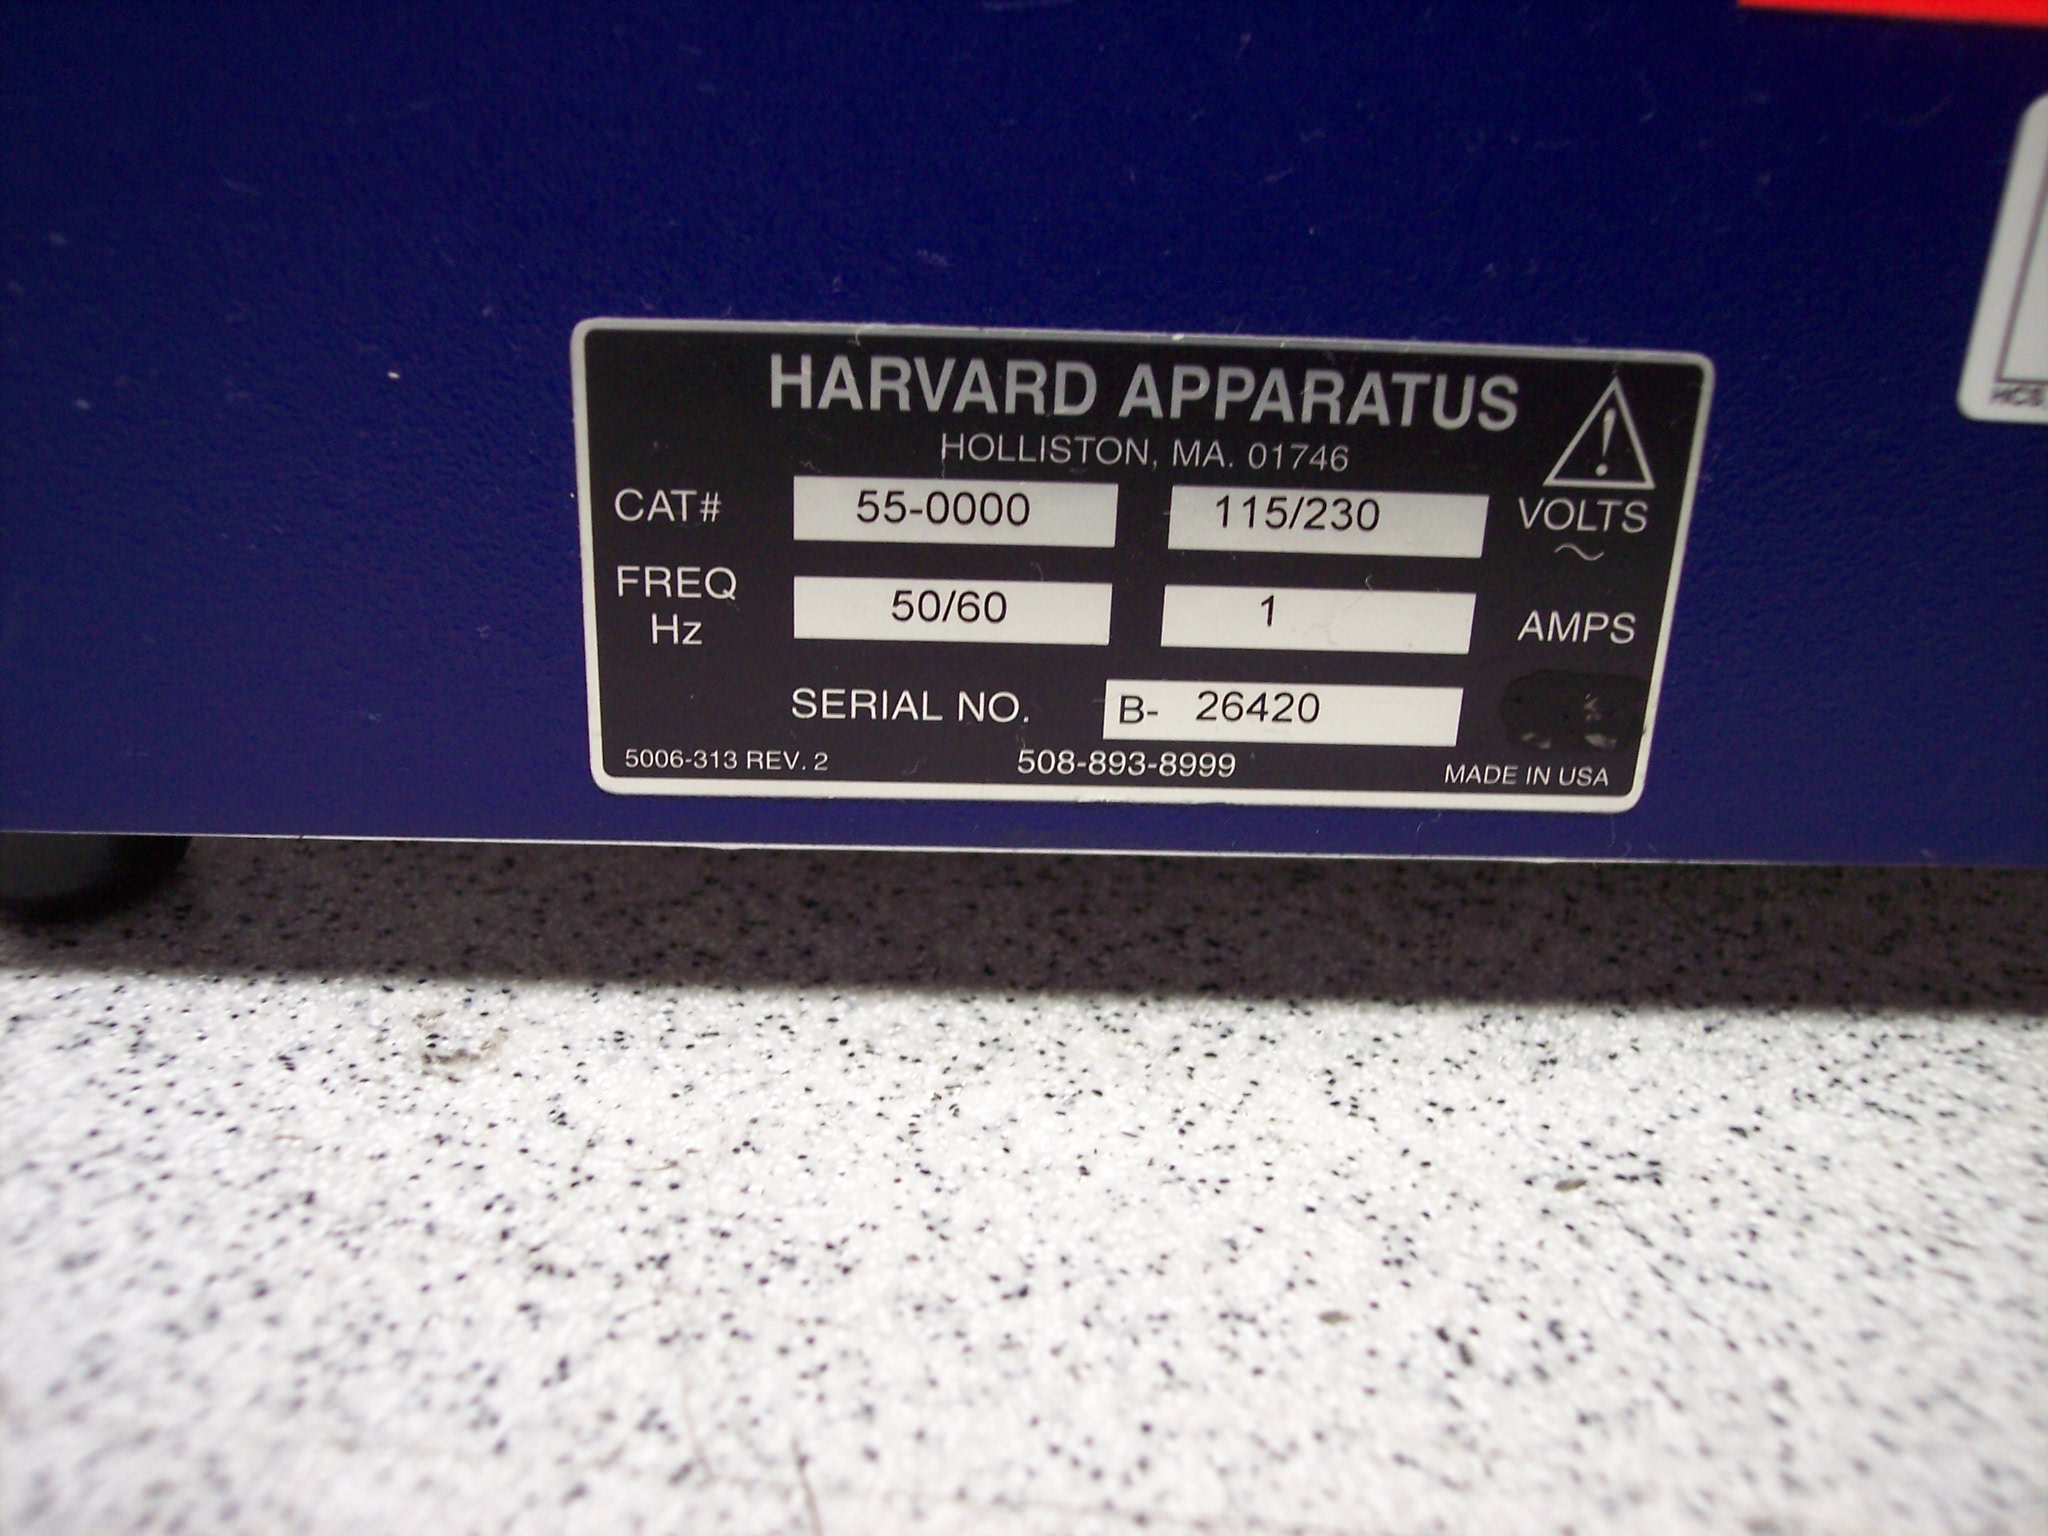 HARVARD APPARATUS
HOLLISTON, MA. 01746
CAT# 55-0000 115/230 VOLTS
~
FREQ Hz 50/60 1 AMPS
SERIAL NO. B- 26420
5006-313 REV. 2 508-893-8999 MADE IN USA
HCS